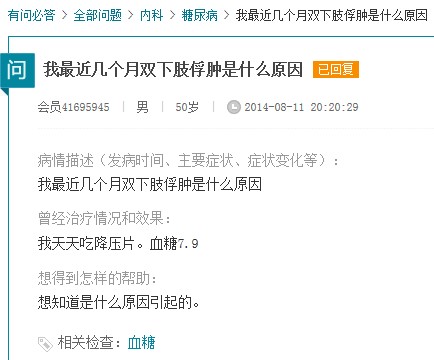 有问必答 > 全部问题 > 内科 > 糖尿病 > 我最近几个月双下肢俘肿是什么原因
问 我最近几个月双下肢俘肿是什么原因 已回复
会员41695945 | 男 | 50岁 | 2014-08-11 20:20:29
病情描述（发病时间、主要症状、症状变化等）：
我最近几个月双下肢俘肿是什么原因
曾经治疗情况和效果：
我天天吃降压片。血糖7.9
想得到怎样的帮助：
想知道是什么原因引起的。
相关检查：血糖